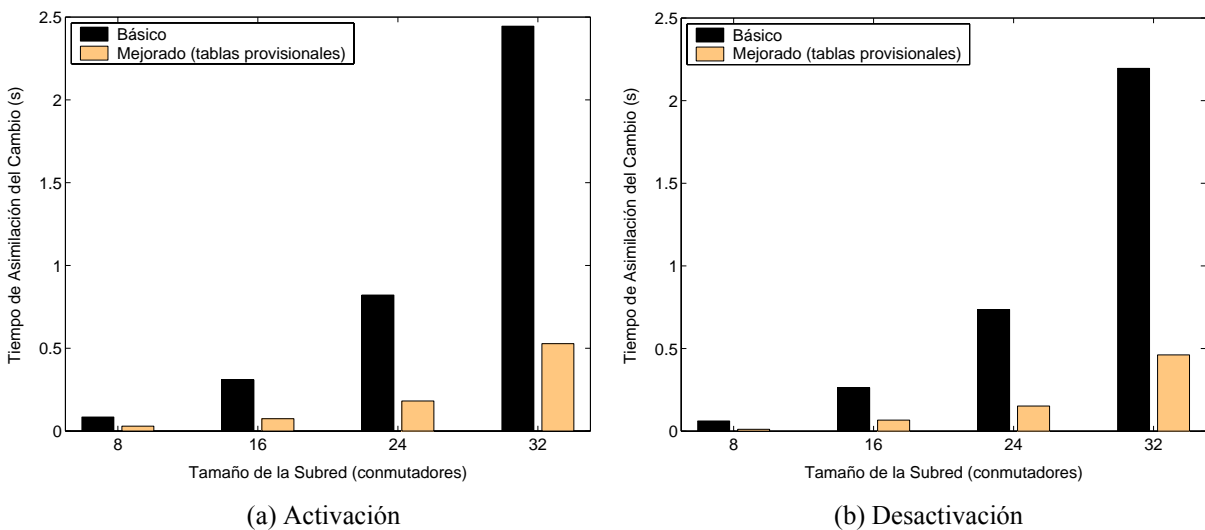 2.5
2
1.5
1
0.5
0
Tiempo de Asimilación del Cambio (s)
Básico
Mejorado (tablas provisionales)
8 16 24 32
Tamaño de la Subred (conmutadores)
(a) Activación
2.5
2
1.5
1
0.5
0
Tiempo de Asimilación del Cambio (s)
Básico
Mejorado (tablas provisionales)
8 16 24 32
Tamaño de la Subred (conmutadores)
(b) Desactivación